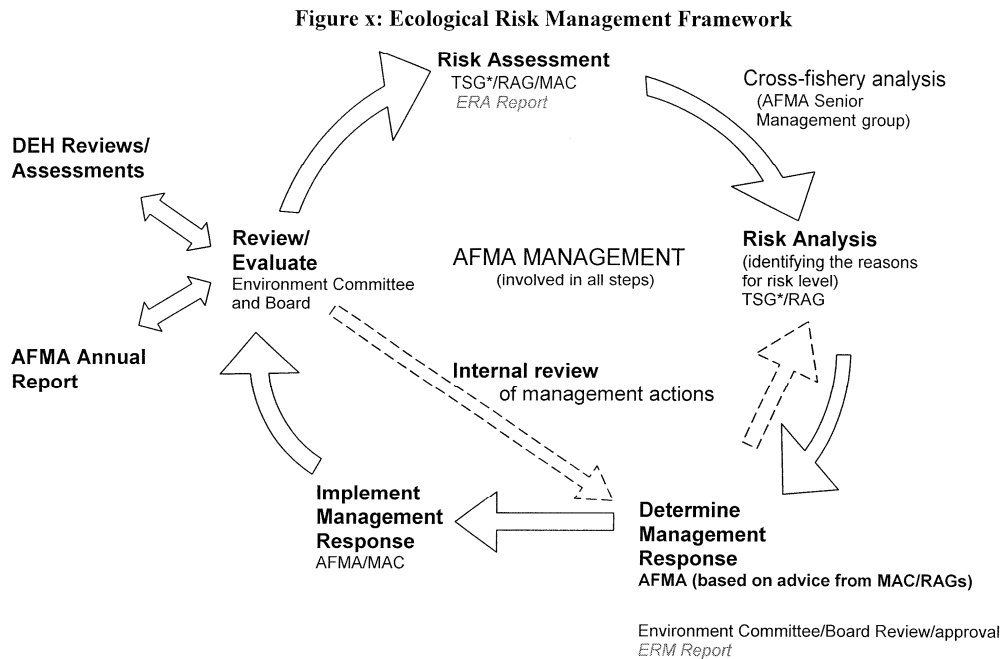 Figure x: Ecological Risk Management Framework
Risk Assessment
TSG*/RAG/MAC
ERA Report
Cross-fishery analysis
(AFMA Senior
Management group)
DEH Reviews/
Assessments
Review/
Evaluate
Environment Committee
and Board
AFMA MANAGEMENT
(involved in all steps)
Risk Analysis
(identifying the reasons
for risk level)
TSG*/RAG
AFMA Annual
Report
Internal review
of management actions
Implement
Management
Response
AFMA/MAC
Determine
Management
Response
AFMA (based on advice from MAC/RAGs)
Environment Committee/Board Review/approval
ERM Report